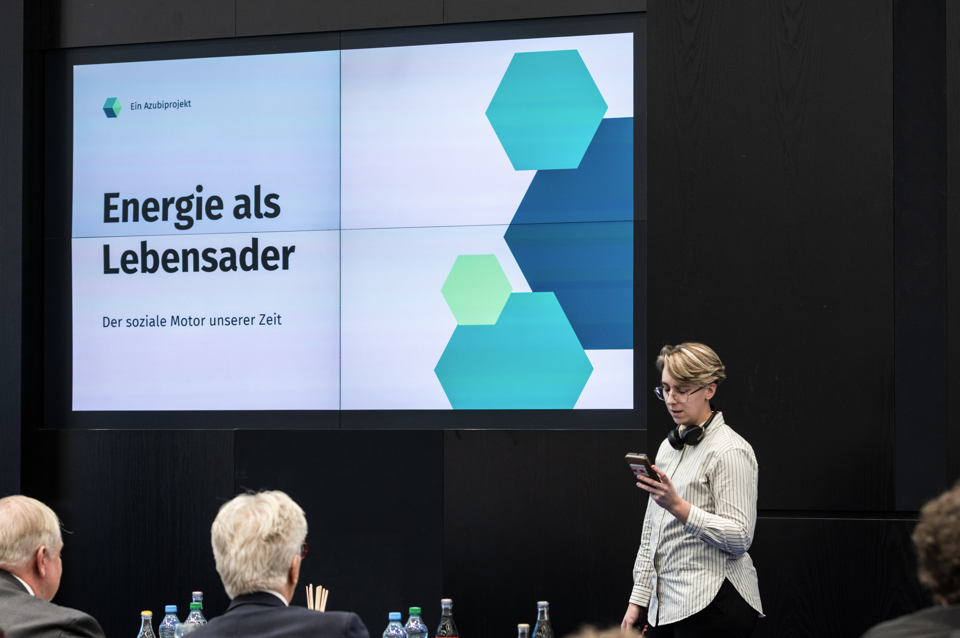 Ein Azubiprojekt
Energie als
Lebensader
Der soziale Motor unserer Zeit